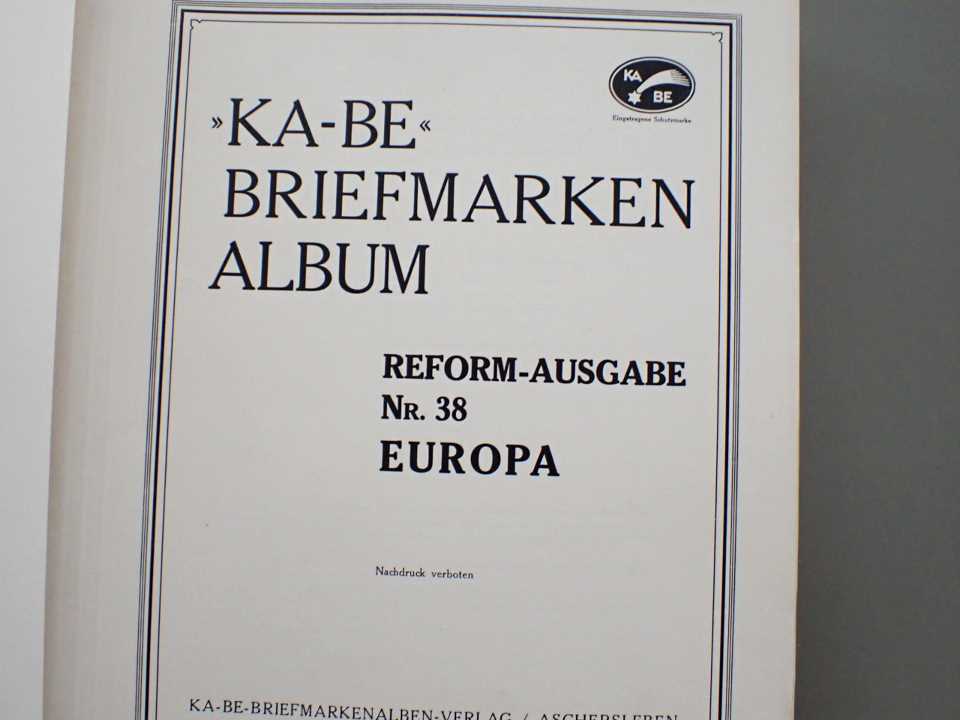 KA
BE
Eingetragene Schutzmarke
»KA-BE«
BRIEFMARKEN
ALBUM
REFORM-AUSGABE
NR. 38
EUROPA
Nachdruck verboten
KA-BE-BRIEFMARKENALBEN-VERLAG / ASCHERSLEBEN